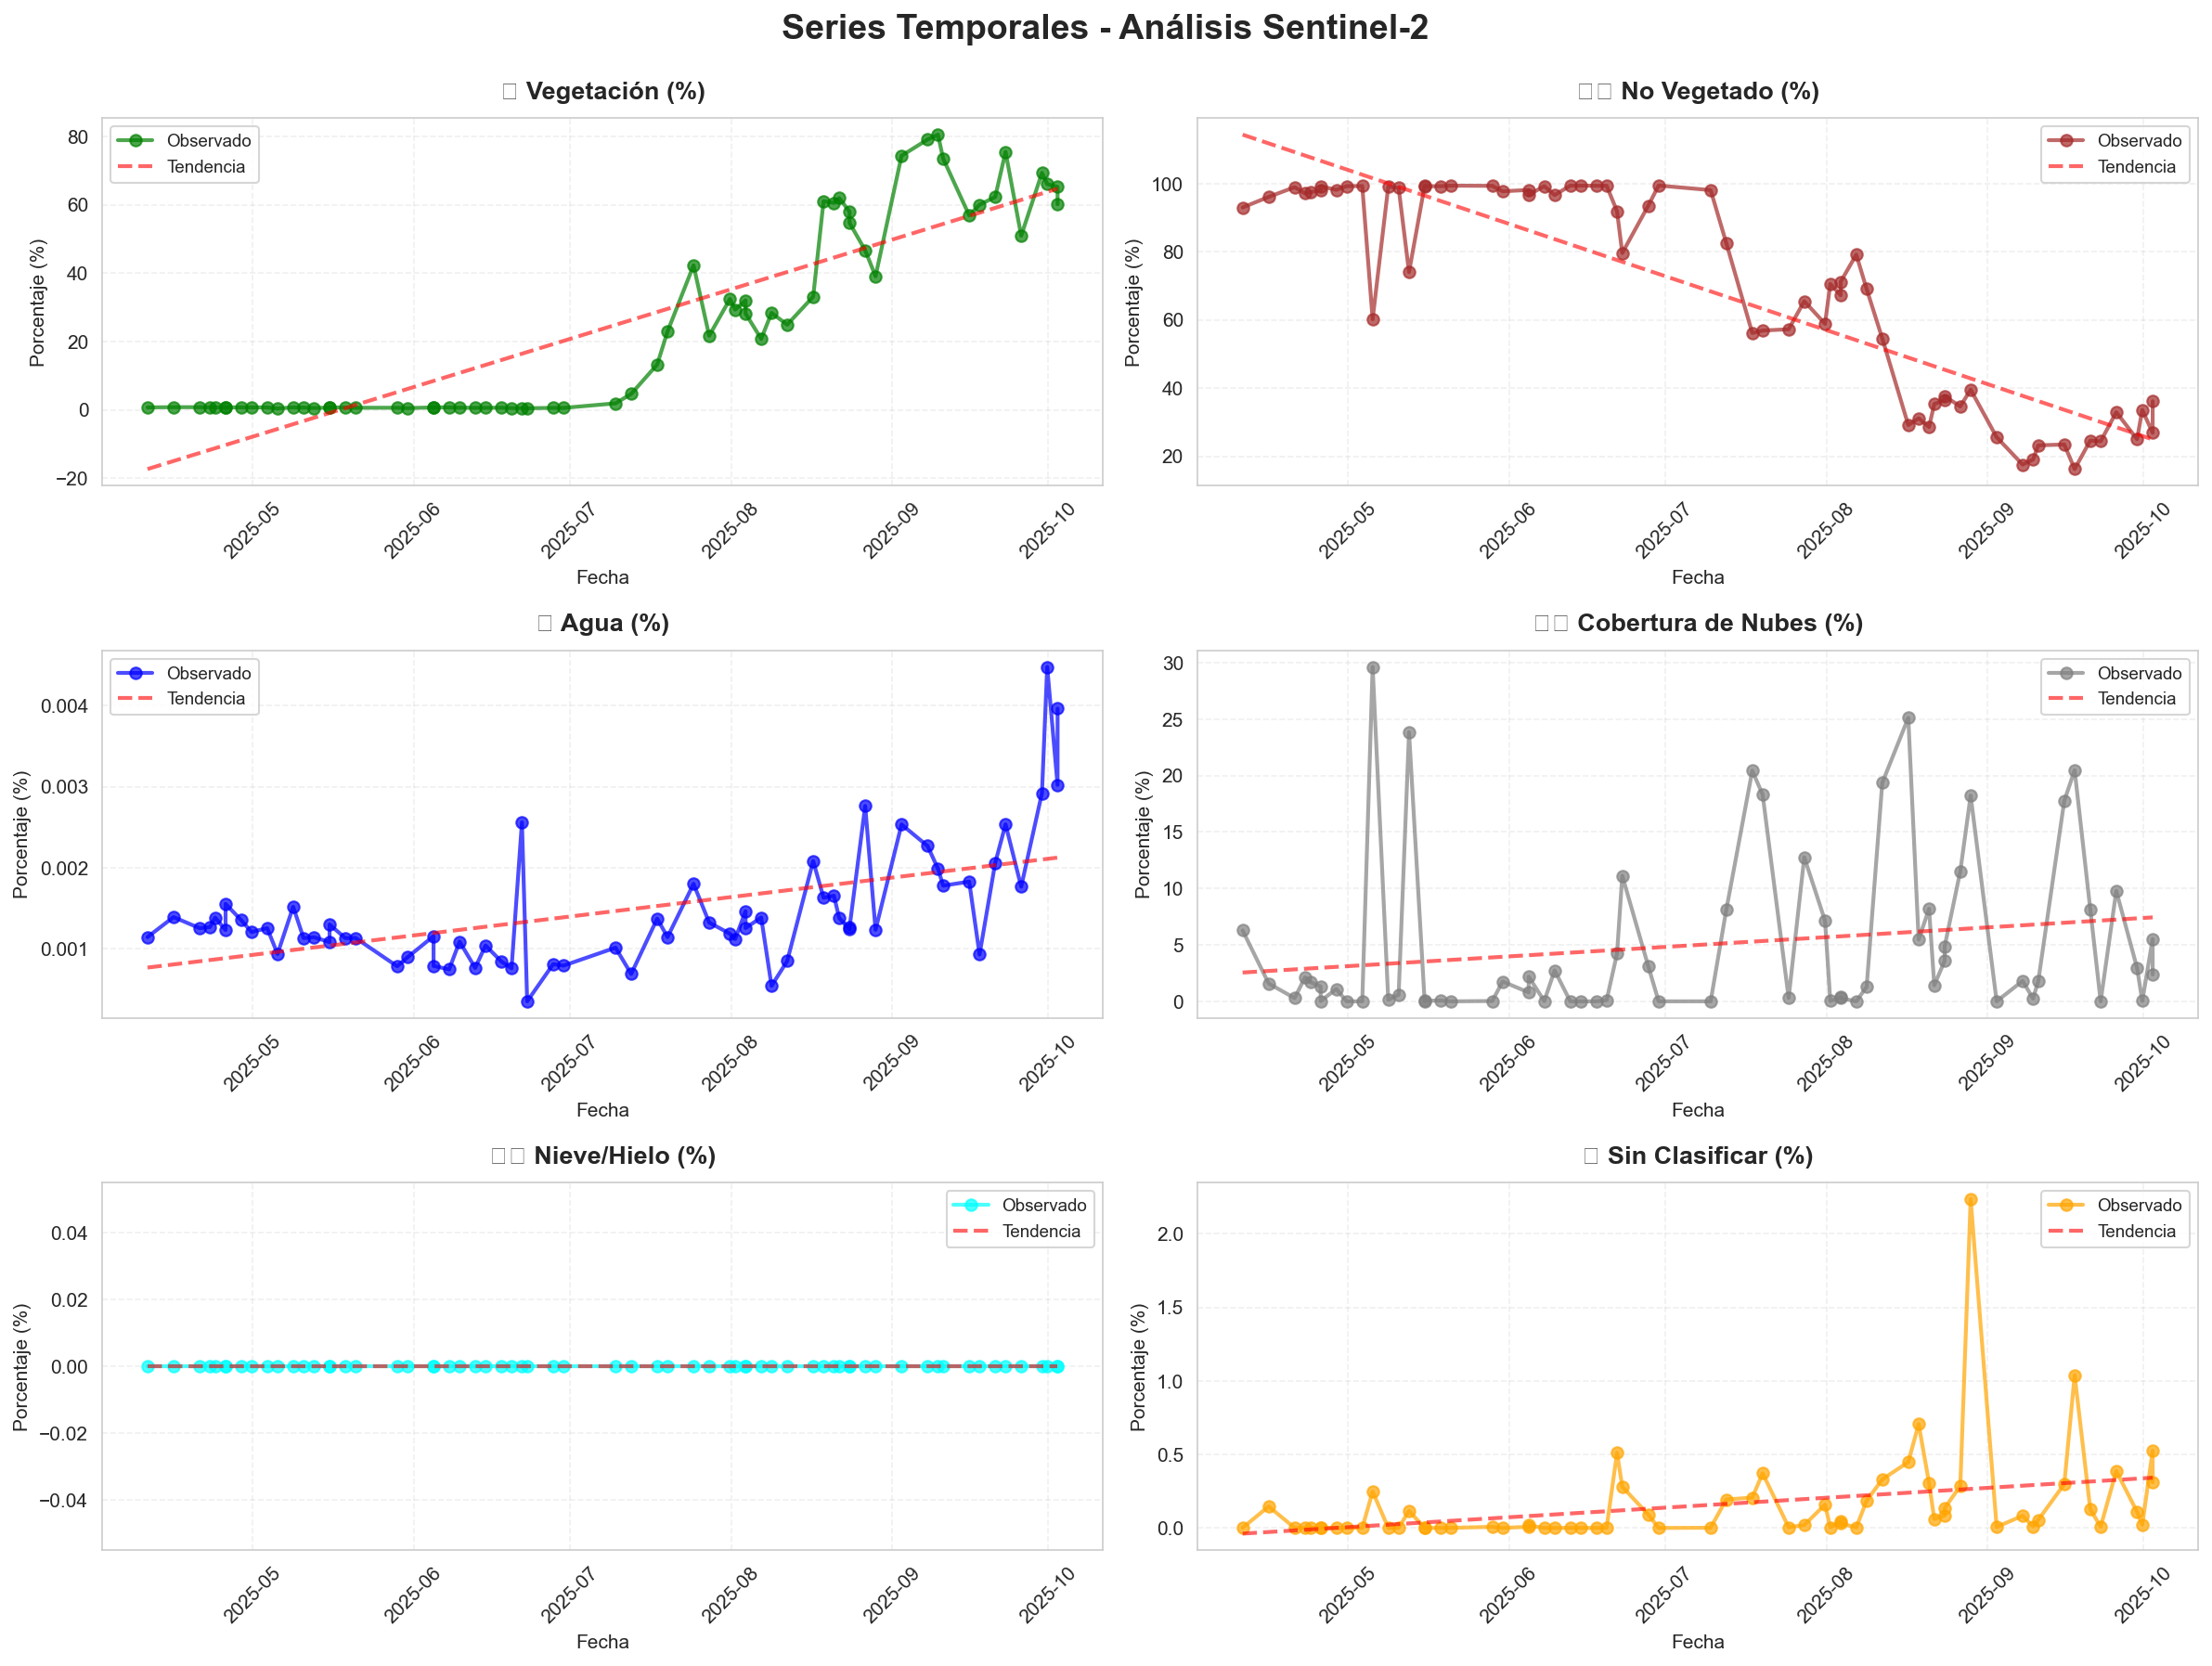 Series Temporales - Análisis Sentinel-2
Vegetación (%)
Observado
Tendencia
Porcentaje (%)
80
60
40
20
0
−20
2025-05
2025-06
2025-07
2025-08
2025-09
2025-10
Fecha
No Vegetado (%)
Observado
Tendencia
Porcentaje (%)
100
80
60
40
20
2025-05
2025-06
2025-07
2025-08
2025-09
2025-10
Fecha
Agua (%)
Observado
Tendencia
Porcentaje (%)
0.004
0.003
0.002
0.001
2025-05
2025-06
2025-07
2025-08
2025-09
2025-10
Fecha
Cobertura de Nubes (%)
Observado
Tendencia
Porcentaje (%)
30
25
20
15
10
5
0
2025-05
2025-06
2025-07
2025-08
2025-09
2025-10
Fecha
Nieve/Hielo (%)
Observado
Tendencia
Porcentaje (%)
0.04
0.02
0.00
−0.02
−0.04
2025-05
2025-06
2025-07
2025-08
2025-09
2025-10
Fecha
Sin Clasificar (%)
Observado
Tendencia
Porcentaje (%)
2.0
1.5
1.0
0.5
0.0
2025-05
2025-06
2025-07
2025-08
2025-09
2025-10
Fecha